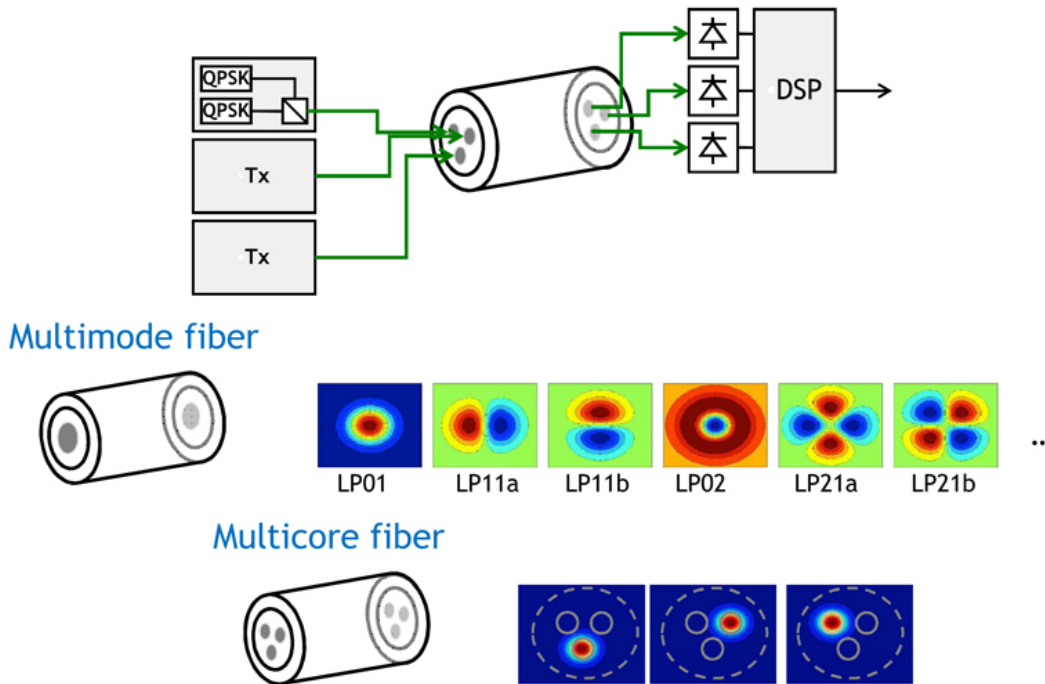 QPSK
QPSK
Tx
Tx
DSP
Multimode fiber
LP01 LP11a LP11b LP02 LP21a LP21b ..
Multicore fiber